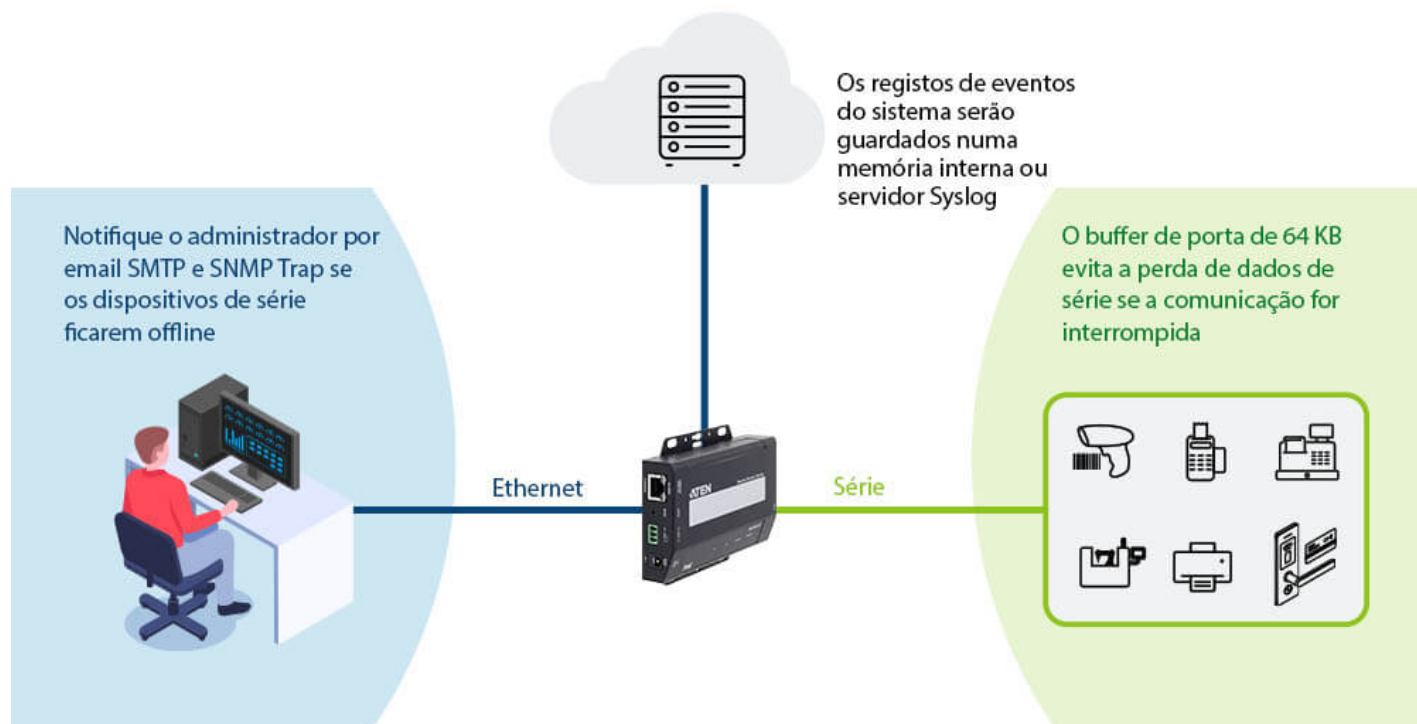 Os registos de eventos
do sistema serão
guardados numa
memória interna ou
servidor Syslog
Notifique o administrador por
email SMTP e SNMP Trap se
os dispositivos de série
ficarem offline
O buffer de porta de 64 KB
evita a perda de dados de
série se a comunicação for
interrompida
Ethernet
ATEN
Série